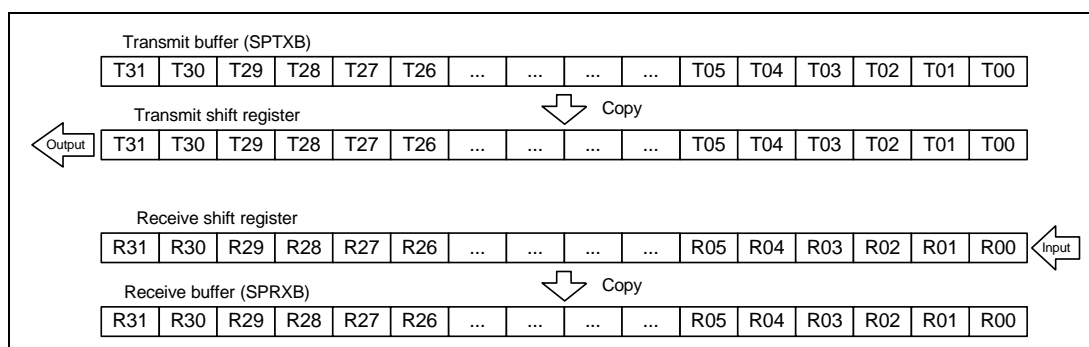 Transmit buffer (SPTXB)
T31 T30 T29 T28 T27 T26 ... ... ... ... T05 T04 T03 T02 T01 T00
Copy
Transmit shift register
Output T31 T30 T29 T28 T27 T26 ... ... ... ... T05 T04 T03 T02 T01 T00
Receive shift register
R31 R30 R29 R28 R27 R26 ... ... ... ... R05 R04 R03 R02 R01 R00 Input
Copy
Receive buffer (SPRXB)
R31 R30 R29 R28 R27 R26 ... ... ... ... R05 R04 R03 R02 R01 R00